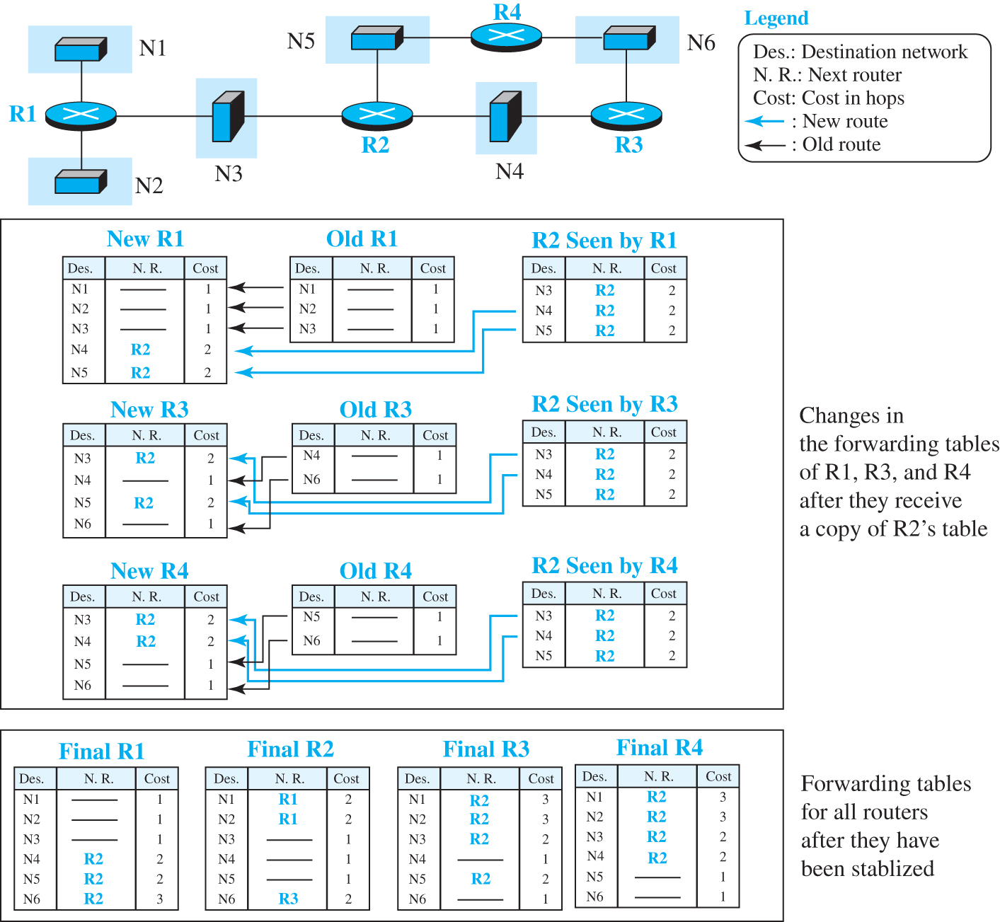 R4
Legend
N1
N5
N6
Des.: Destination network
N. R.: Next router
Cost: Cost in hops
: New route
: Old route
R1
R2
R3
N2
N3
N4
New R1
Old R1
R2 Seen by R1
Des. N. R. Cost
N1 1
N2 1
N3 1
N4 R2 2
N5 R2 2
Des. N. R. Cost
N1 1
N2 1
N3 1
Des. N. R. Cost
N3 R2 2
N4 R2 2
N5 R2 2
New R3
Old R3
R2 Seen by R3
Des. N. R. Cost
N3 R2 2
N4 1
N5 R2 2
N6 1
Des. N. R. Cost
N4 1
N6 1
Des. N. R. Cost
N3 R2 2
N4 R2 2
N5 R2 2
Changes in
the forwarding tables
of R1, R3, and R4
after they receive
a copy of R2’s table
New R4
Old R4
R2 Seen by R4
Des. N. R. Cost
N3 R2 2
N4 R2 2
N5 1
N6 1
Des. N. R. Cost
N5 1
N6 1
Des. N. R. Cost
N3 R2 2
N4 R2 2
N5 R2 2
Final R1
Final R2
Final R3
Final R4
Des. N. R. Cost
N1 1
N2 1
N3 1
N4 R2 2
N5 R2 2
N6 R2 3
Des. N. R. Cost
N1 R1 2
N2 R1 2
N3 1
N4 1
N5 1
N6 R3 2
Des. N. R. Cost
N1 R2 3
N2 R2 3
N3 R2 2
N4 1
N5 R2 2
N6 1
Des. N. R. Cost
N1 R2 3
N2 R2 3
N3 R2 2
N4 R2 2
N5 1
N6 1
Forwarding tables
for all routers
after they have
been stablized